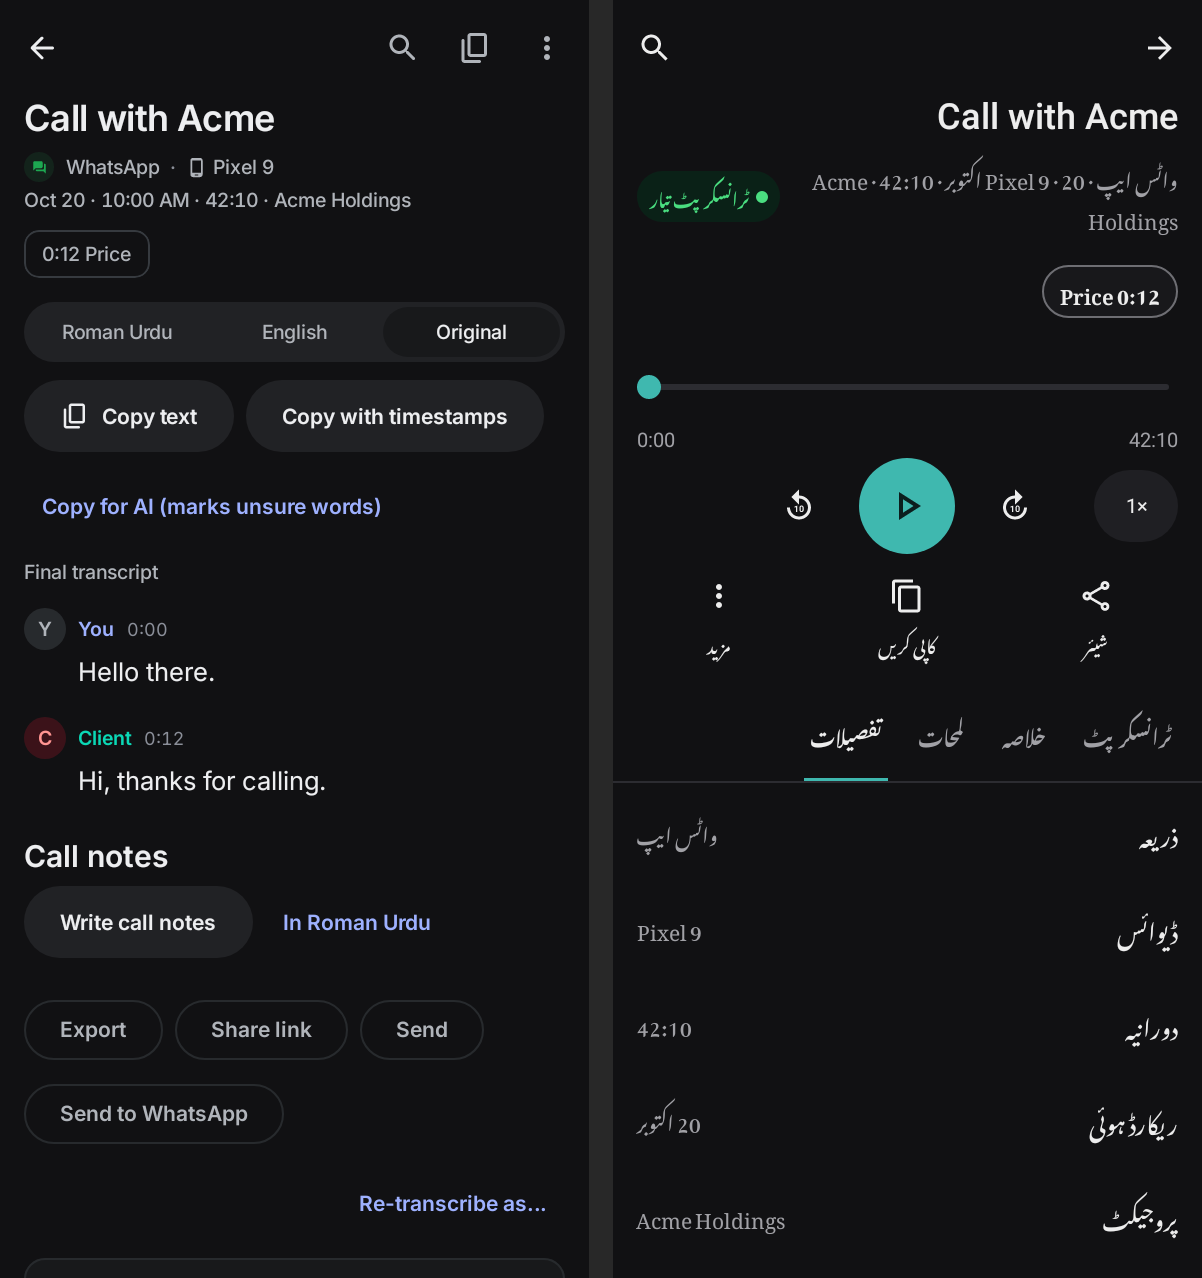 Call with Acme
WhatsApp · Pixel 9
Oct 20 · 10:00 AM · 42:10 · Acme Holdings
0:12 Price
Roman Urdu English Original
Copy text Copy with timestamps
Copy for AI (marks unsure words)
Final transcript
Y You 0:00
Hello there.
C Client 0:12
Hi, thanks for calling.
Call notes
Write call notes In Roman Urdu
Export Share link Send
Send to WhatsApp
Re-transcribe as...
Call with Acme
واٹس ایپ · Pixel 9 · 20 اکتوبر · 42:10 · Acme
Holdings
ٹرانسکرپٹ تیار
Price 0:12
0:00 42:10
10 10 1×
شیئر کاپی کریں مزید
ٹرانسکرپٹ خلاصہ لمحات تفصیلات
ذریعہ واٹس ایپ
ڈیوائس Pixel 9
دورانیہ 42:10
ریکارڈ ہوئی 20 اکتوبر
پروجیکٹ Acme Holdings